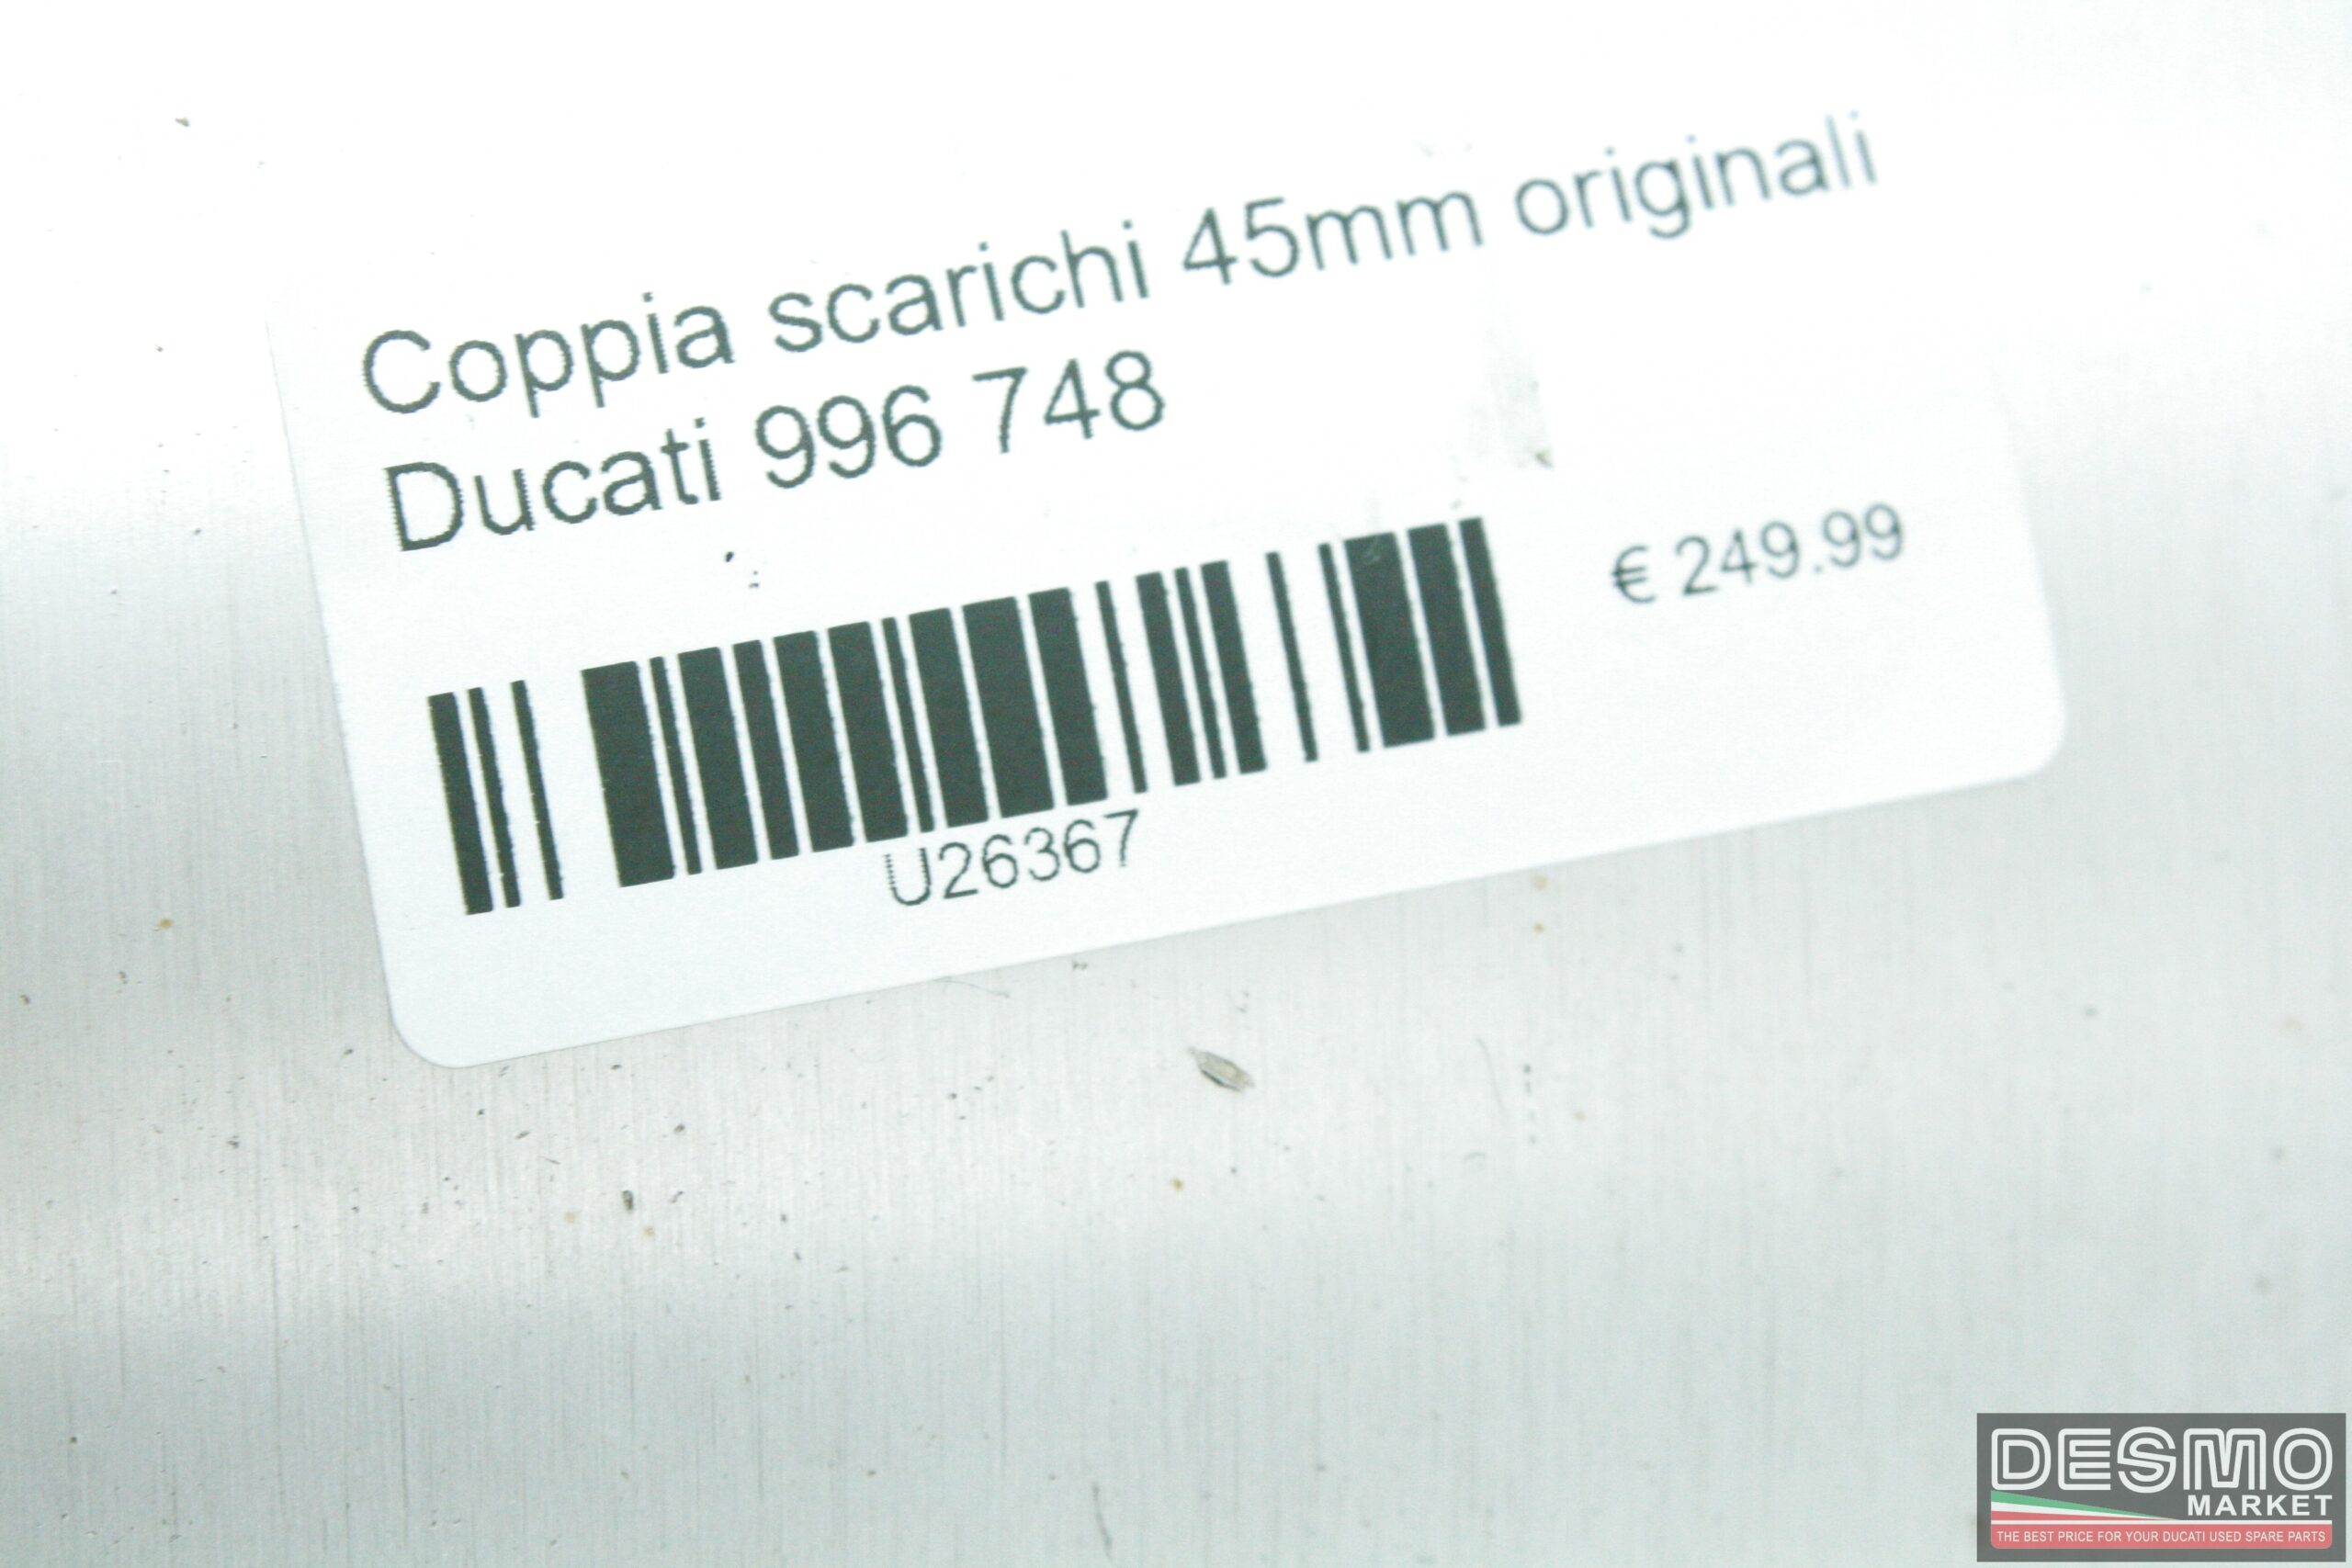 Coppia scarichi 45mm originali
Ducati 996 748
€ 249.99
U26367
DESMO
MARKET
THE BEST PRICE FOR YOUR DUCATI USED SPARE PARTS